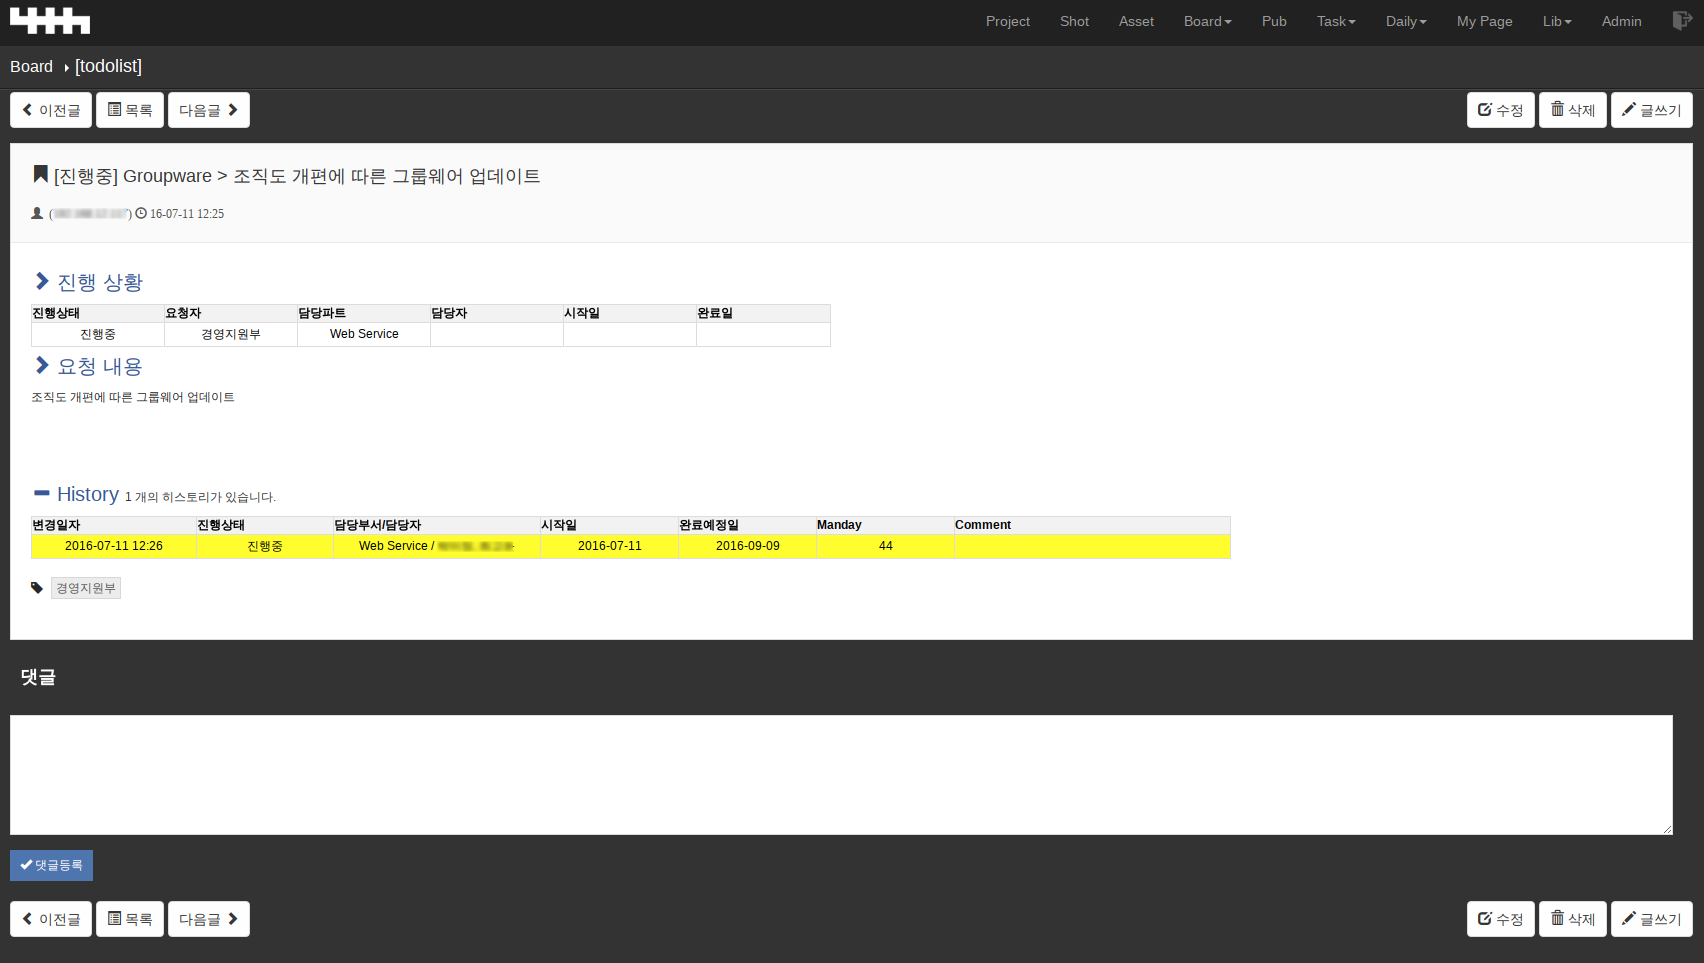 Project Shot Asset Board Pub Task Daily My Page Lib Admin
Board [todolist]
이전글 목록 다음글 수정 삭제 글쓰기
[진행중] Groupware > 조직도 개편에 따른 그룹웨어 업데이트
( ) 16-07-11 12:25
진행 상황
진행상태 요청자 담당파트 담당자 시작일 완료일
진행중 경영지원부 Web Service
요청 내용
조직도 개편에 따른 그룹웨어 업데이트
History 1 개의 히스토리가 있습니다.
변경일자 진행상태 담당부서/담당자 시작일 완료예정일 Manday Comment
2016-07-11 12:26 진행중 Web Service / 2016-07-11 2016-09-09 44
경영지원부
댓글
댓글등록
이전글 목록 다음글 수정 삭제 글쓰기